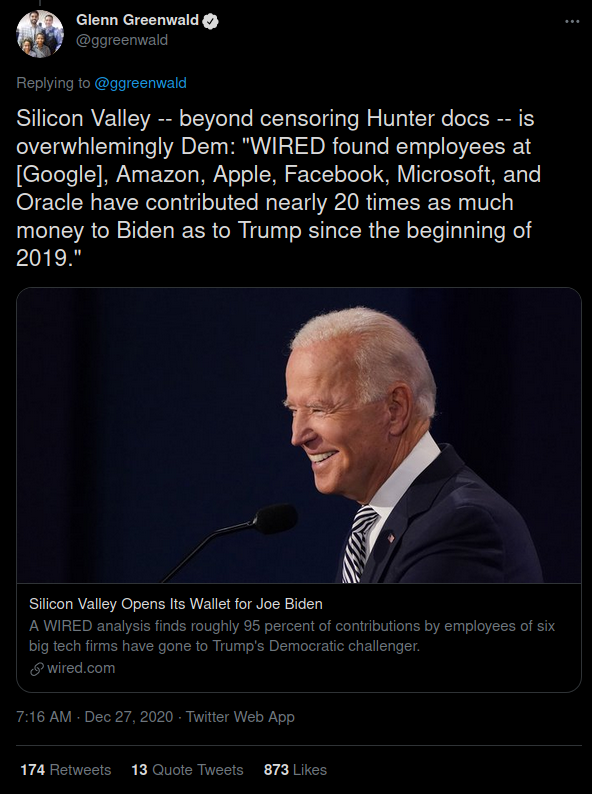 Glenn Greenwald
@ggreenwald
Replying to @ggreenwald
Silicon Valley -- beyond censoring Hunter docs -- is
overwhlemingly Dem: "WIRED found employees at
[Google], Amazon, Apple, Facebook, Microsoft, and
Oracle have contributed nearly 20 times as much
money to Biden as to Trump since the beginning of
2019."
Silicon Valley Opens Its Wallet for Joe Biden
A WIRED analysis finds roughly 95 percent of contributions by employees of six
big tech firms have gone to Trump's Democratic challenger.
wired.com
7:16 AM · Dec 27, 2020 · Twitter Web App
174 Retweets 13 Quote Tweets 873 Likes